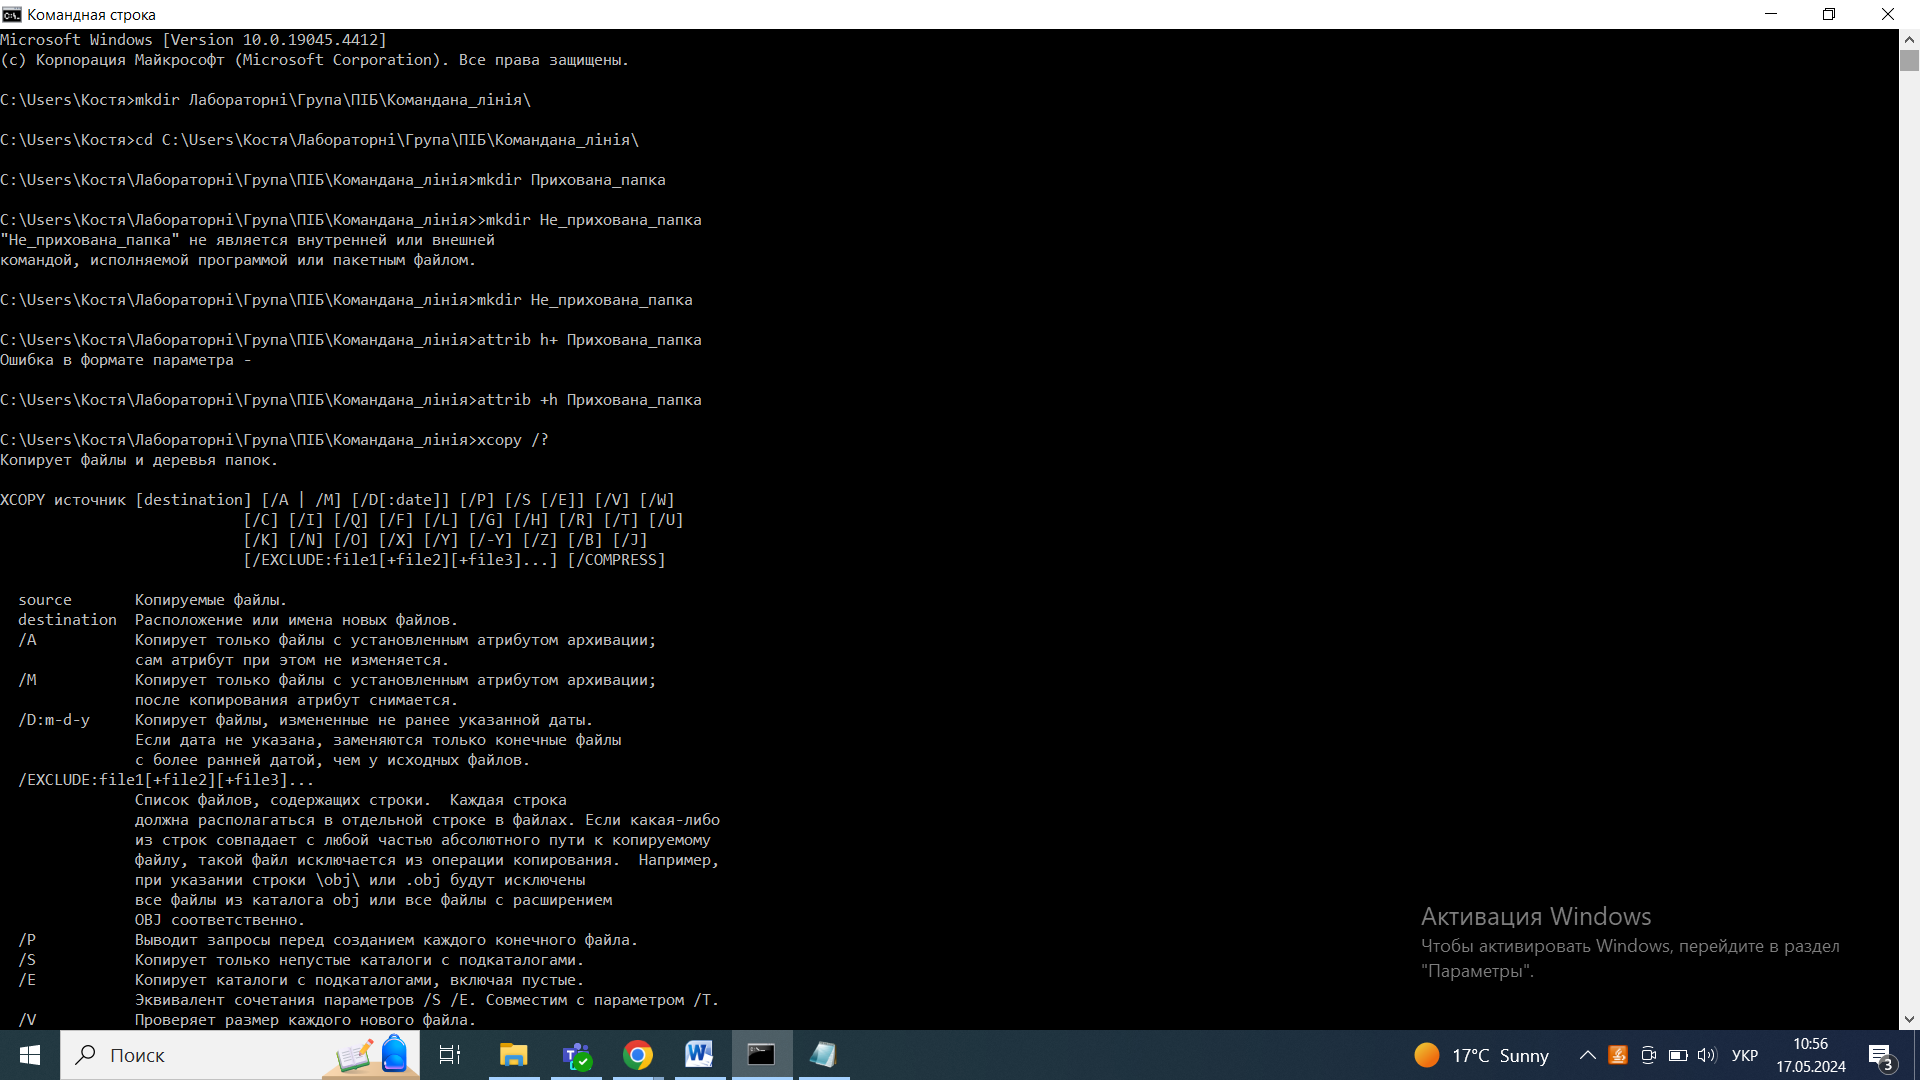 Командная строка
Microsoft Windows [Version 10.0.19045.4412]
(c) Корпорация Майкрософт (Microsoft Corporation). Все права защищены.
C:\Users\Костя>mkdir Лабораторні\Група\ПІБ\Командана_лінія\
C:\Users\Костя>cd C:\Users\Костя\Лабораторні\Група\ПІБ\Командана_лінія\
C:\Users\Костя\Лабораторні\Група\ПІБ\Командана_лінія>mkdir Прихована_папка
C:\Users\Костя\Лабораторні\Група\ПІБ\Командана_лінія>>mkdir Не_прихована_папка
"Не_прихована_папка" не является внутренней или внешней
командой, исполняемой программой или пакетным файлом.
C:\Users\Костя\Лабораторні\Група\ПІБ\Командана_лінія>mkdir Не_прихована_папка
C:\Users\Костя\Лабораторні\Група\ПІБ\Командана_лінія>attrib h+ Прихована_папка
Ошибка в формате параметра -
C:\Users\Костя\Лабораторні\Група\ПІБ\Командана_лінія>attrib +h Прихована_папка
C:\Users\Костя\Лабораторні\Група\ПІБ\Командана_лінія>xcopy /?
Копирует файлы и деревья папок.
XCOPY источник [destination] [/A | /M] [/D[:date]] [/P] [/S [/E]] [/V] [/W]
[/C] [/I] [/Q] [/F] [/L] [/G] [/H] [/R] [/T] [/U]
[/K] [/N] [/O] [/X] [/Y] [/-Y] [/Z] [/B] [/J]
[/EXCLUDE:file1[+file2][+file3]...] [/COMPRESS]
source Копируемые файлы.
destination Расположение или имена новых файлов.
/A Копирует только файлы с установленным атрибутом архивации;
сам атрибут при этом не изменяется.
/M Копирует только файлы с установленным атрибутом архивации;
после копирования атрибут снимается.
/D:m-d-y Копирует файлы, измененные не ранее указанной даты.
Если дата не указана, заменяются только конечные файлы
с более ранней датой, чем у исходных файлов.
/EXCLUDE:file1[+file2][+file3]...
Список файлов, содержащих строки. Каждая строка
должна располагаться в отдельной строке в файлах. Если какая-либо
из строк совпадает с любой частью абсолютного пути к копируемому
файлу, такой файл исключается из операции копирования. Например,
при указании строки \obj\ или .obj будут исключены
все файлы из каталога obj или все файлы с расширением
OBJ соответственно.
/P Выводит запросы перед созданием каждого конечного файла.
/S Копирует только непустые каталоги с подкаталогами.
/E Копирует каталоги с подкаталогами, включая пустые.
Эквивалент сочетания параметров /S /E. Совместим с параметром /T.
/V Проверяет размер каждого нового файла.
Активация Windows
Чтобы активировать Windows, перейдите в раздел
"Параметры".
Поиск
17°C Sunny
УКР
10:56
17.05.2024
3